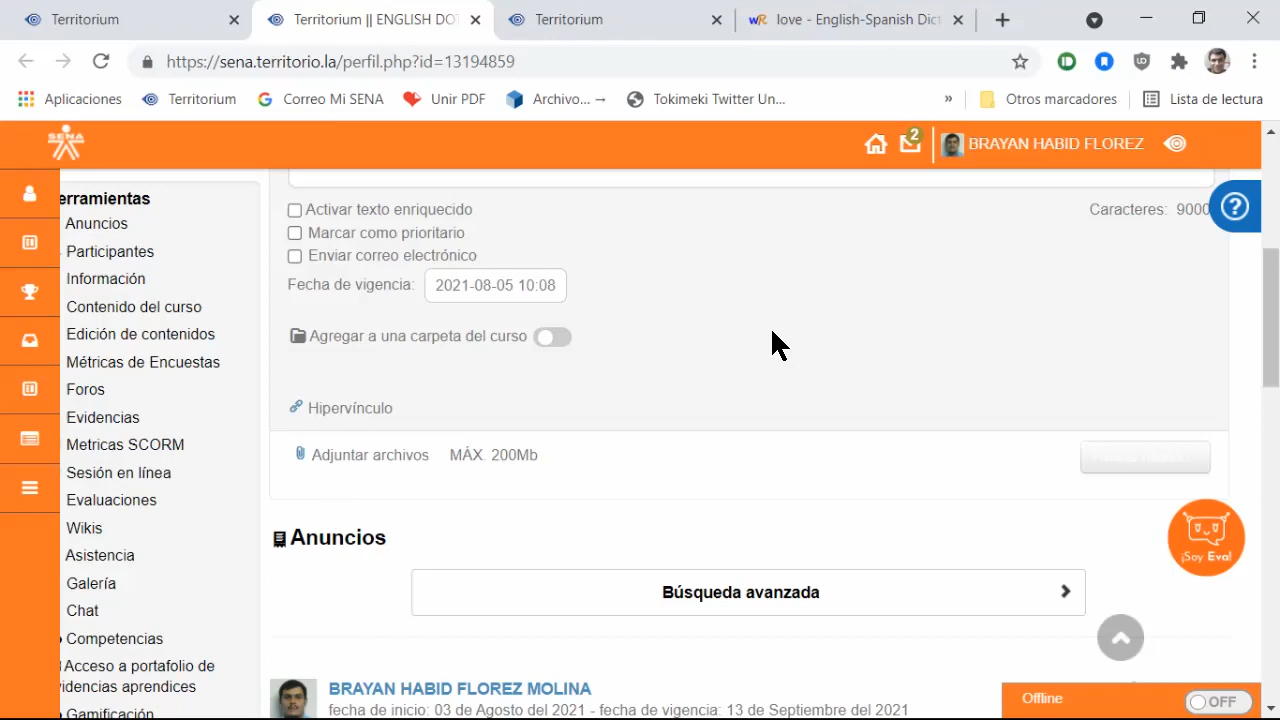 Territorium
Territorium || ENGLISH DOT
Territorium
wR love - English-Spanish Dict
https://sena.territorio.la/perfil.php?id=13194859
Aplicaciones
Territorium
Correo Mi SENA
Unir PDF
Archivo... →
Tokimeki Twitter Un...
»
Otros marcadores
Lista de lectura
SENA
2
BRAYAN HABID FLOREZ
erramientas
Anuncios
Participantes
Información
Contenido del curso
Edición de contenidos
Métricas de Encuestas
Foros
Evidencias
Metricas SCORM
Sesión en línea
Evaluaciones
Wikis
Asistencia
Galería
Chat
Competencias
Acceso a portafolio de
videncias aprendices
Gamificación
Activar texto enriquecido
Caracteres: 9000
Marcar como prioritario
Enviar correo electrónico
Fecha de vigencia: 2021-08-05 10:08
Agregar a una carpeta del curso
Hipervínculo
Adjuntar archivos MÁX. 200Mb
Anuncios
Búsqueda avanzada
¡Soy Eva!
BRAYAN HABID FLOREZ MOLINA
fecha de inicio: 03 de Agosto del 2021 - fecha de vigencia: 13 de Septiembre del 2021
Offline
OFF